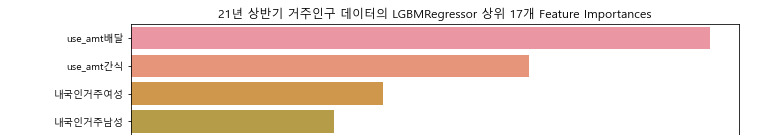 21년 상반기 거주인구 데이터의 LGBMRegressor 상위 17개 Feature Importances
use_amt배달
use_amt간식
내국인거주여성
내국인거주남성